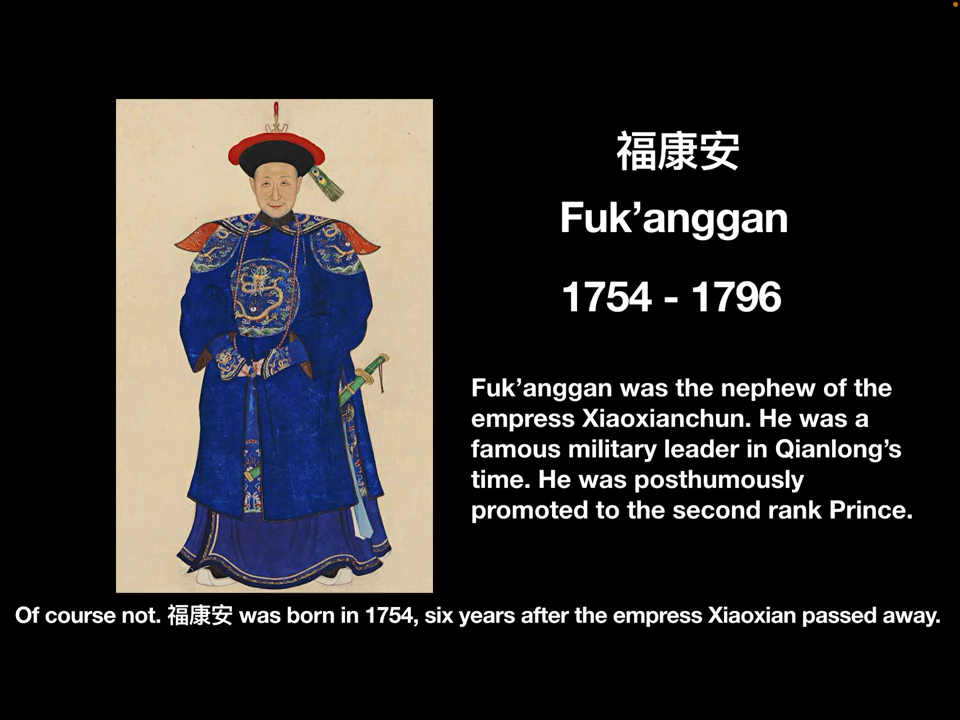 福康安
Fuk’anggan
1754 - 1796
Fuk’anggan was the nephew of the
empress Xiaoxianchun. He was a
famous military leader in Qianlong’s
time. He was posthumously
promoted to the second rank Prince.
Of course not. 福康安 was born in 1754, six years after the empress Xiaoxian passed away.